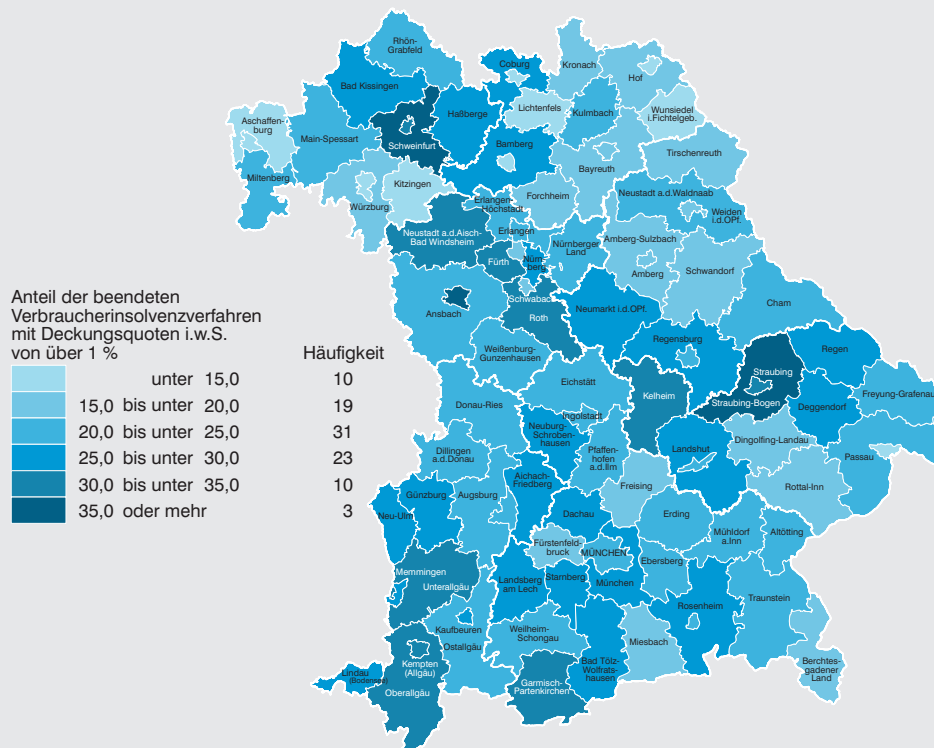 Rhön-
Grabfeld
Coburg
Kronach
Hof
Bad Kissingen
Lichtenfels
Kulmbach
Wunsiedel
i.Fichtelgeb.
Haßberge
Aschaffen-
burg
Main-Spessart
Schweinfurt
Bamberg
Bayreuth
Tirschenreuth
Miltenberg
Kitzingen
Würzburg
Erlangen-
Höchstadt
Forchheim
Neustadt a.d.Waldnaab
Weiden
i.d.OPf.
Neustadt a.d.Aisch-
Bad Windsheim
Erlangen
Nürnberger
Land
Amberg-Sulzbach
Fürth
Nürn-
berg
Amberg
Schwandorf
Schwabach
Roth
Ansbach
Neumarkt i.d.OPf.
Cham
Weißenburg-
Gunzenhausen
Regensburg
Regen
Straubing
Eichstätt
Kelheim
Straubing-Bogen
Deggendorf
Freyung-Grafenau
Donau-Ries
Ingolstadt
Neuburg-
Schroben-
hausen
Landshut
Dingolfing-Landau
Passau
Dillingen
a.d.Donau
Pfaffen-
hofen
a.d.Ilm
Aichach-
Friedberg
Freising
Rottal-Inn
Günzburg
Augsburg
Neu-Ulm
Dachau
Erding
Mühldorf
a.Inn
Altötting
Fürstenfeld-
bruck
MÜNCHEN
Ebersberg
Memmingen
Unterallgäu
Landsberg
am Lech
Starnberg
München
Traunstein
Rosenheim
Kaufbeuren
Ostallgäu
Weilheim-
Schongau
Miesbach
Berchtes-
gadener
Land
Kempten
(Allgäu)
Bad Tölz-
Wolfrats-
hausen
Lindau
(Bodensee)
Oberallgäu
Garmisch-
Partenkirchen
Anteil der beendeten
Verbraucherinsolvenzverfahren
mit Deckungsquoten i.w.S.
von über 1 % Häufigkeit
unter 15,0 10
15,0 bis unter 20,0 19
20,0 bis unter 25,0 31
25,0 bis unter 30,0 23
30,0 bis unter 35,0 10
35,0 oder mehr 3